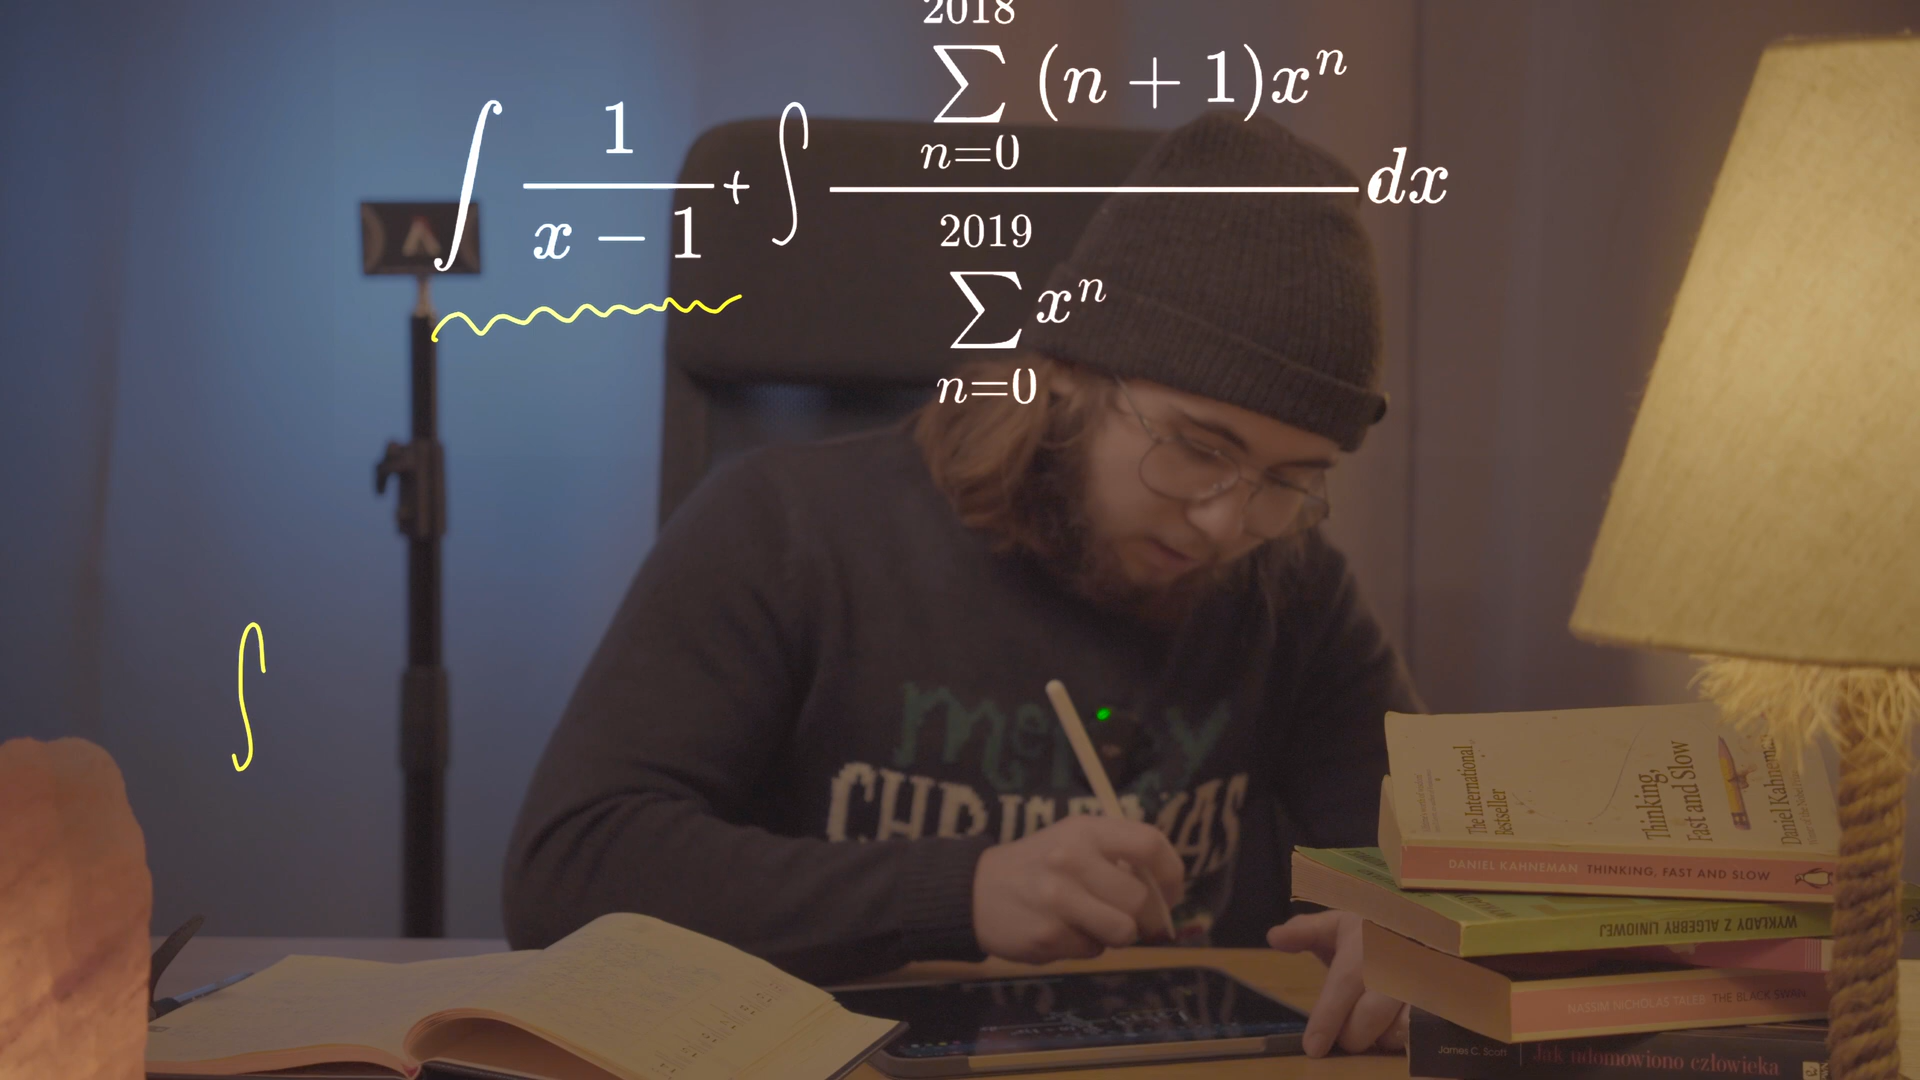 2018
∑ (n + 1)xⁿ
n=0
∫ 1/(x − 1) + ∫ dx
2019
∑ xⁿ
n=0
∫
merry
CHRISTMAS
The International
Bestseller
Thinking,
Fast and Slow
Daniel Kahneman
DANIEL KAHNEMAN THINKING, FAST AND SLOW
WYKŁADY Z ALGEBRY LINIOWEJ
NASSIM NICHOLAS TALEB THE BLACK SWAN
James C. Scott Jak udomowiono człowieka